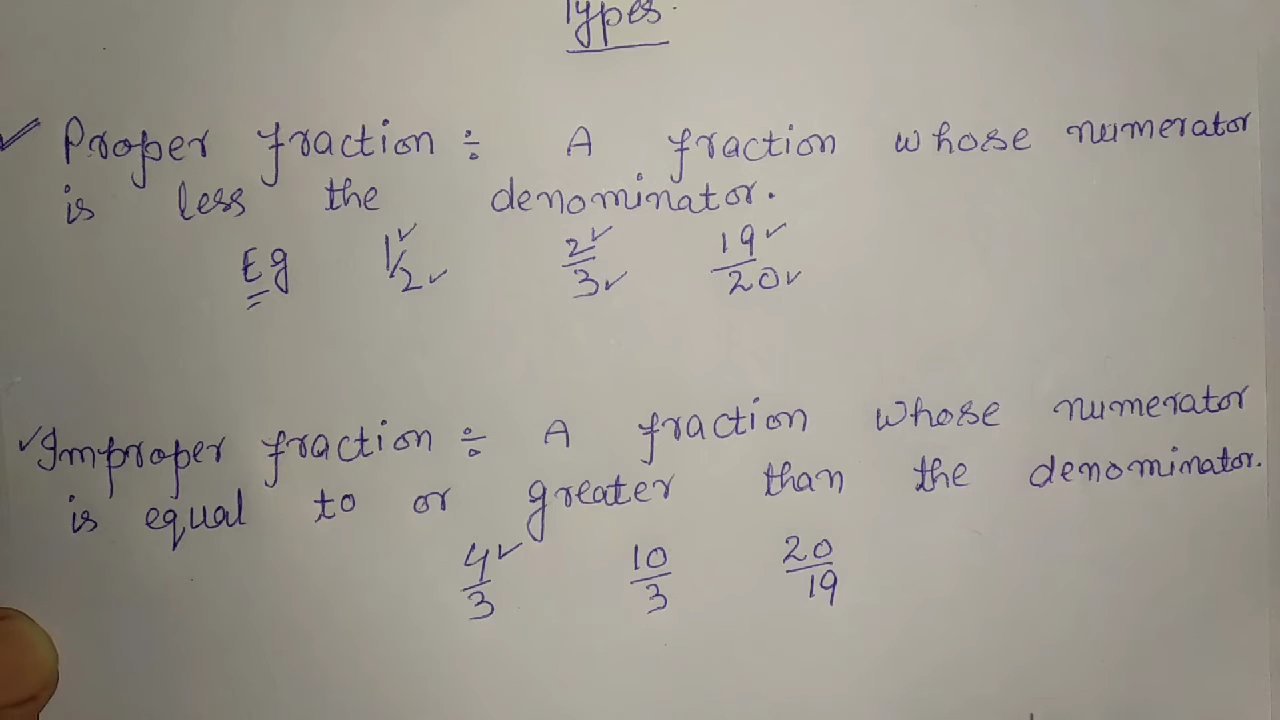 Types.
Proper fraction ÷ A fraction whose numerator
is less the denominator.
Eg 1/2 2/3 19/20
Improper fraction ÷ A fraction whose numerator
is equal to or greater than the denominator.
4/3 10/3 20/19